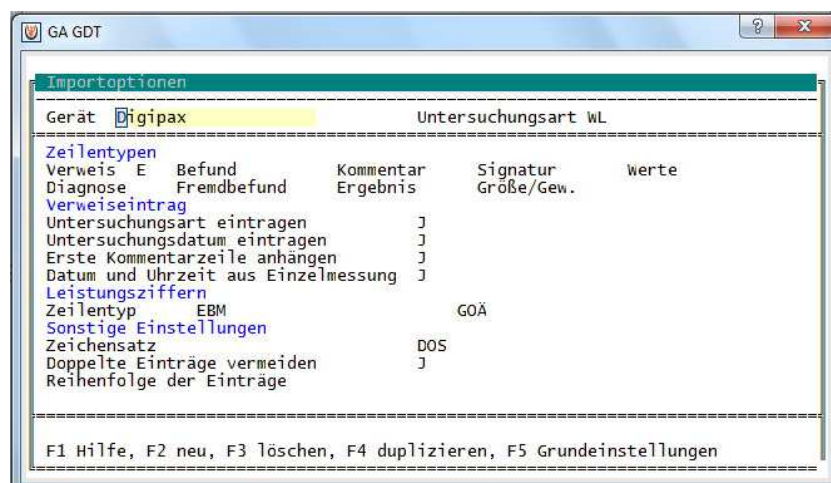 GA GDT
Importoptionen
Gerät Digipax Untersuchungsart WL
Zeilentypen
Verweis E Befund Kommentar Signatur Werte
Diagnose Fremdbefund Ergebnis Größe/Gew.
Verweiseintrag
Untersuchungsart eintragen J
Untersuchungsdatum eintragen J
Erste Kommentarzeile anhängen J
Datum und Uhrzeit aus Einzelmessung J
Leistungsziffern
Zeilentyp EBM GOÄ
Sonstige Einstellungen
Zeichensatz DOS
Doppelte Einträge vermeiden J
Reihenfolge der Einträge
F1 Hilfe, F2 neu, F3 löschen, F4 duplizieren, F5 Grundeinstellungen